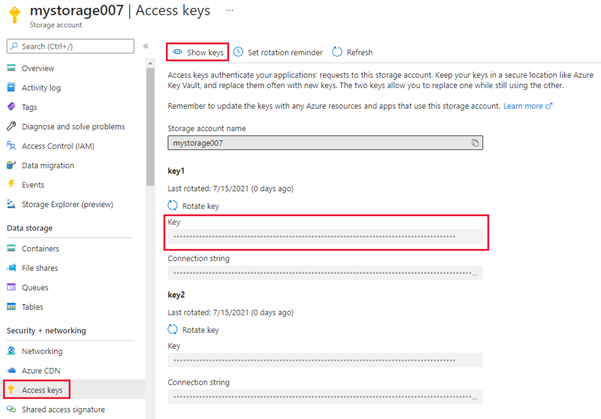 mystorage007 | Access keys ...
Storage account
Search (Ctrl+/)
«
Overview
Activity log
Tags
Diagnose and solve problems
Access Control (IAM)
Data migration
Events
Storage Explorer (preview)
Data storage
Containers
File shares
Queues
Tables
Security + networking
Networking
Azure CDN
Access keys
Shared access signature
Show keys
Set rotation reminder
Refresh
Access keys authenticate your applications' requests to this storage account. Keep your keys in a secure location like Azure
Key Vault, and replace them often with new keys. The two keys allow you to replace one while still using the other.
Remember to update the keys with any Azure resources and apps that use this storage account. Learn more
Storage account name
mystorage007
key1
Last rotated: 7/15/2021 (0 days ago)
Rotate key
Key
Connection string
key2
Last rotated: 7/15/2021 (0 days ago)
Rotate key
Key
Connection string